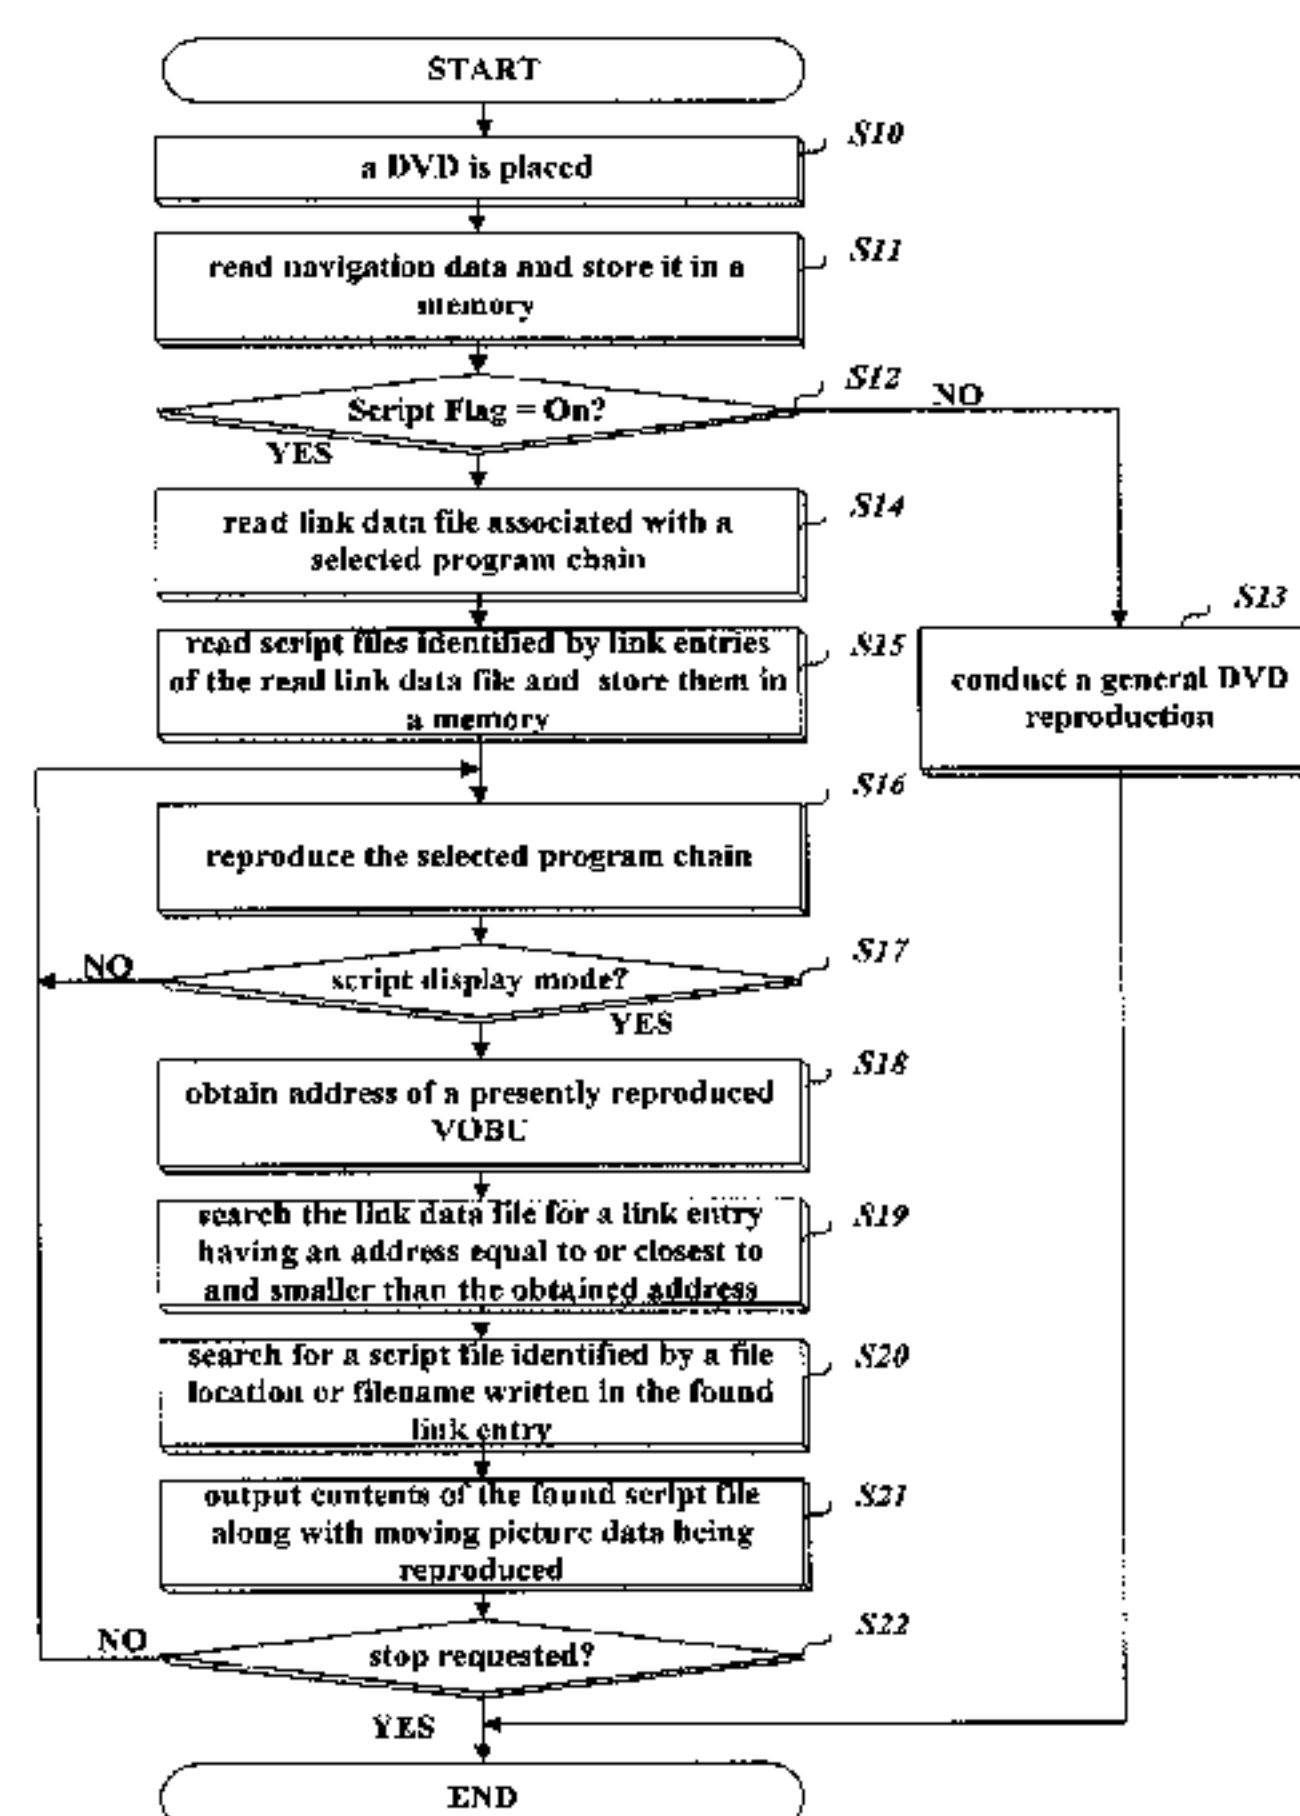 START
S10
a DVD is placed
S11
read navigation data and store it in a
memory
S12
NO
Script Flag = On?
YES
S14
read link data file associated with a
selected program chain
S13
S15
read script files identified by link entries
of the read link data file and store them in
a memory
conduct a general DVD
reproduction
S16
reproduce the selected program chain
S17
NO
script display mode?
YES
S18
obtain address of a presently reproduced
VOBU
S19
search the link data file for a link entry
having an address equal to or closest to
and smaller than the obtained address
S20
search for a script file identified by a file
location or filename written in the found
link entry
S21
output contents of the found script file
along with moving picture data being
reproduced
S22
NO
stop requested?
YES
END